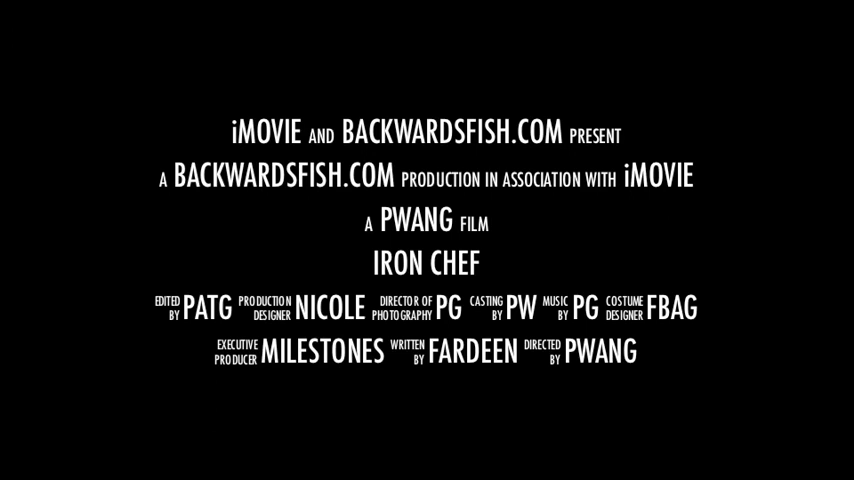 iMOVIE AND BACKWARDSFISH.COM PRESENT
A BACKWARDSFISH.COM PRODUCTION IN ASSOCIATION WITH iMOVIE
A PWANG FILM
IRON CHEF
EDITED BY PATG PRODUCTION DESIGNER NICOLE DIRECTOR OF PHOTOGRAPHY PG CASTING BY PW MUSIC BY PG COSTUME DESIGNER FBAG
EXECUTIVE PRODUCER MILESTONES WRITTEN BY FARDEEN DIRECTED BY PWANG